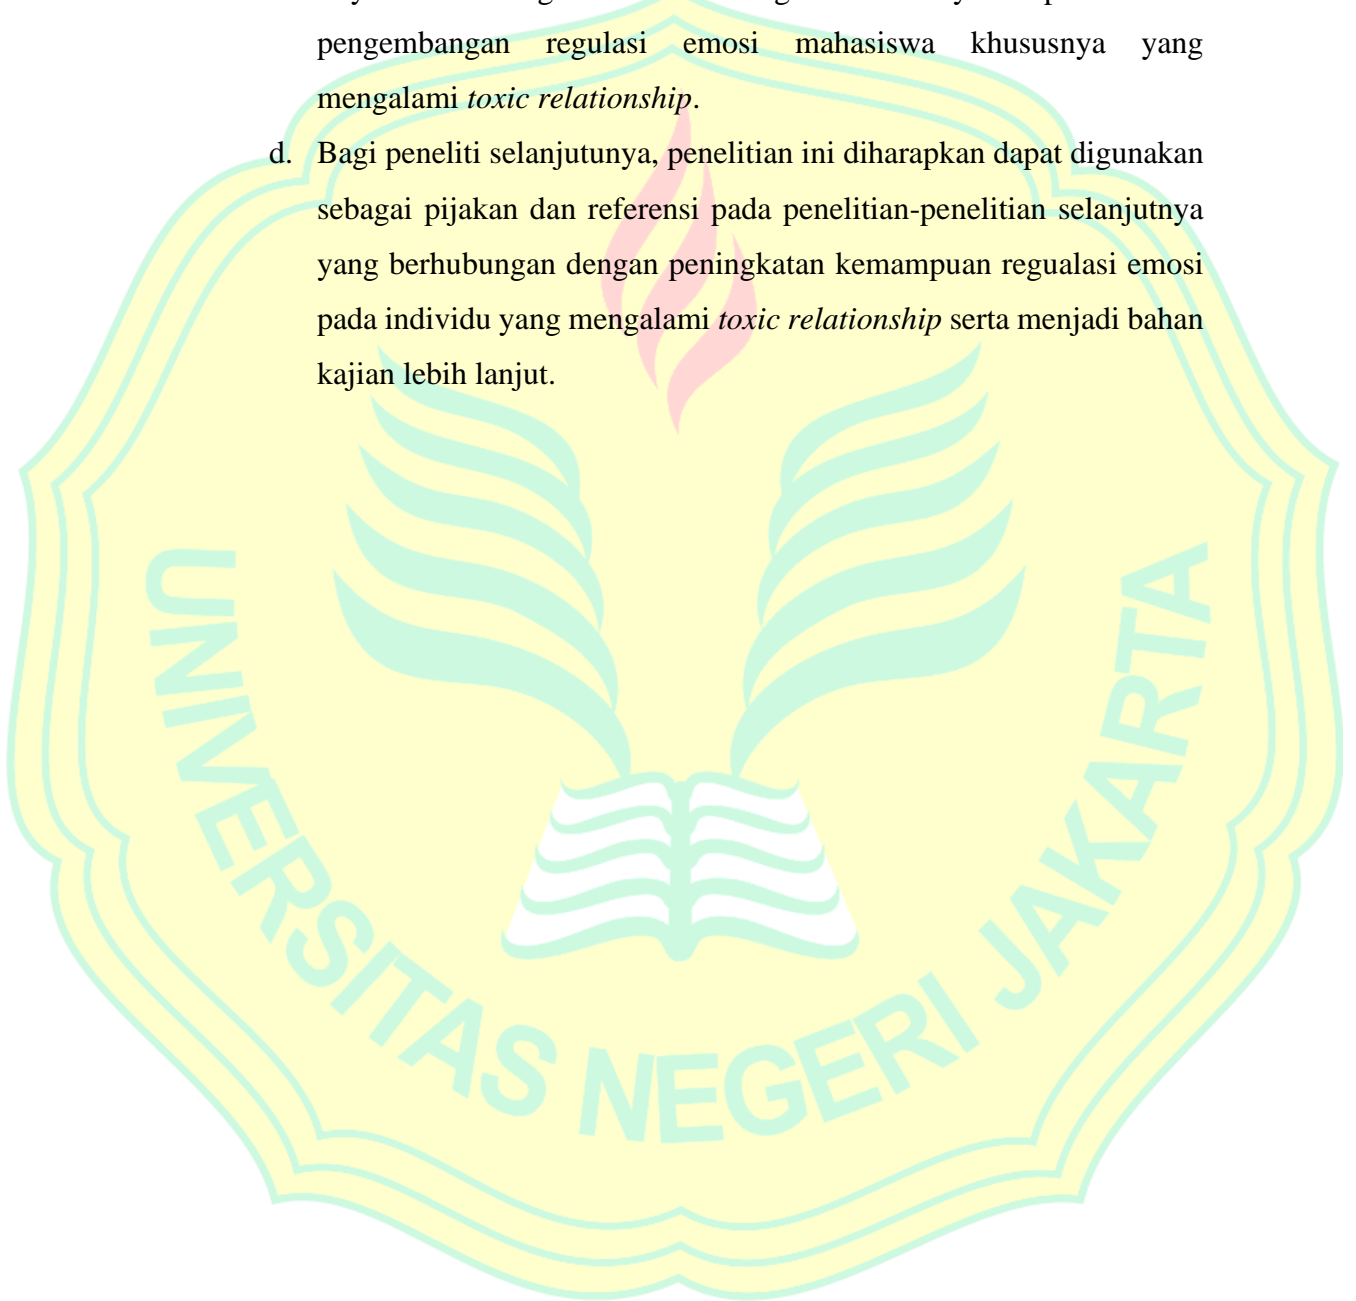 pengembangan regulasi emosi mahasiswa khususnya yang
mengalami toxic relationship.
d. Bagi peneliti selanjutunya, penelitian ini diharapkan dapat digunakan
sebagai pijakan dan referensi pada penelitian-penelitian selanjutnya
yang berhubungan dengan peningkatan kemampuan regualasi emosi
pada individu yang mengalami toxic relationship serta menjadi bahan
kajian lebih lanjut.
UNIVERSITAS NEGERI JAKARTA